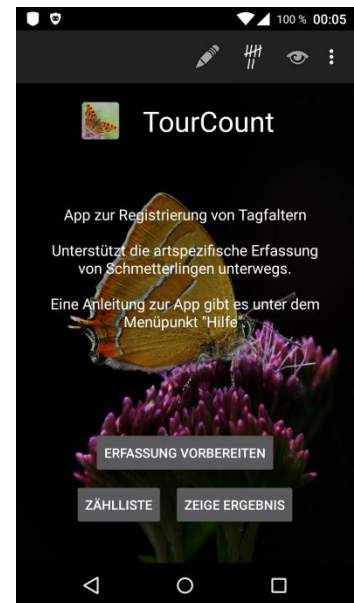 100 % 00:05
TourCount
App zur Registrierung von Tagfaltern
Unterstützt die artspezifische Erfassung
von Schmetterlingen unterwegs.
Eine Anleitung zur App gibt es unter dem
Menüpunkt "Hilfe".
ERFASSUNG VORBEREITEN
ZÄHLLISTE ZEIGE ERGEBNIS